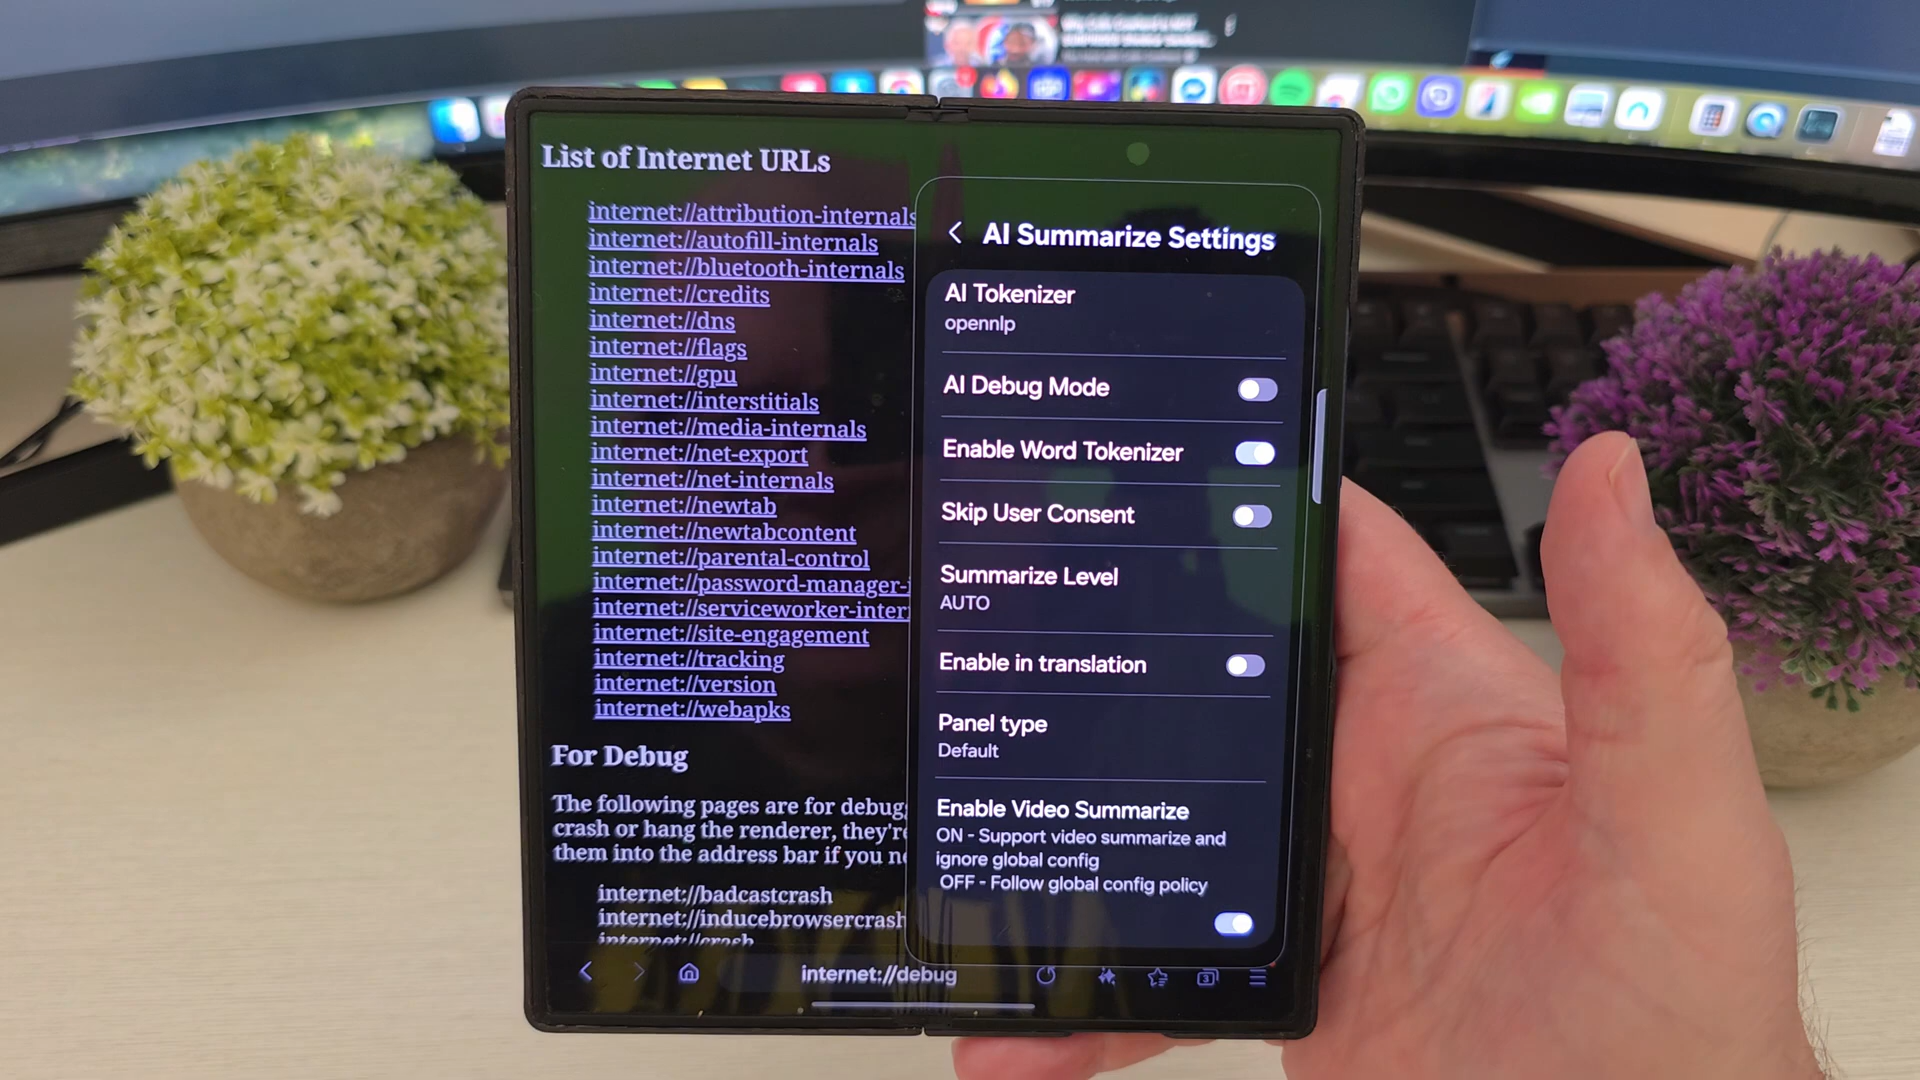 List of Internet URLs
internet://attribution-internals
internet://autofill-internals
internet://bluetooth-internals
internet://credits
internet://dns
internet://flags
internet://gpu
internet://interstitials
internet://media-internals
internet://net-export
internet://net-internals
internet://newtab
internet://newtabcontent
internet://parental-control
internet://password-manager-
internet://serviceworker-inter
internet://site-engagement
internet://tracking
internet://version
internet://webapks
For Debug
The following pages are for debug
crash or hang the renderer, they're
them into the address bar if you ne
internet://badcastcrash
internet://inducebrowsercrash
internet://crash
AI Summarize Settings
AI Tokenizer
opennlp
AI Debug Mode
Enable Word Tokenizer
Skip User Consent
Summarize Level
AUTO
Enable in translation
Panel type
Default
Enable Video Summarize
ON - Support video summarize and
ignore global config
OFF - Follow global config policy
internet://debug
3